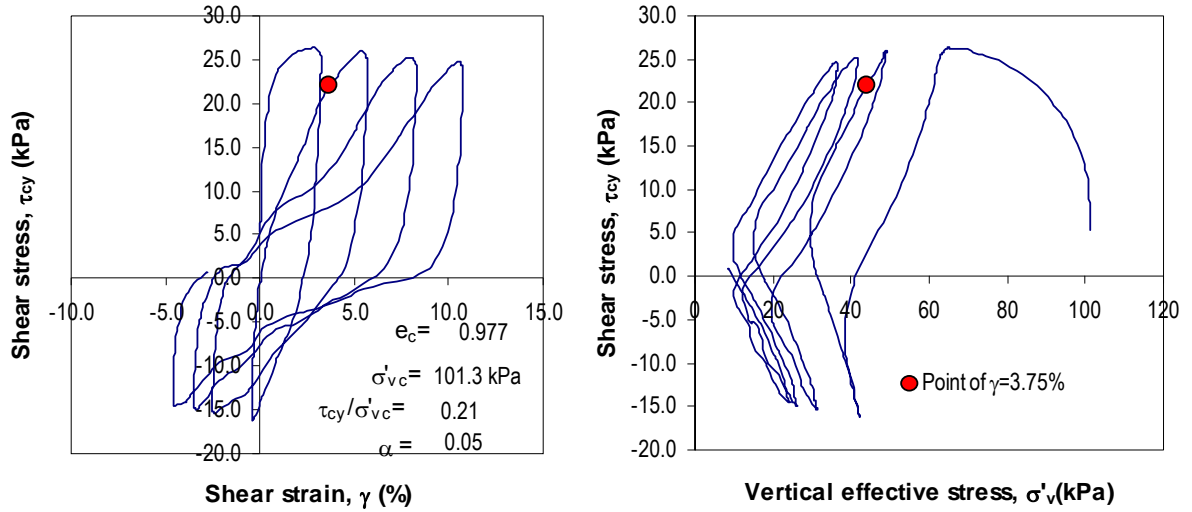 30.0
25.0
20.0
15.0
10.0
5.0
0.0
-5.0
-10.0
-15.0
-20.0
-10.0 -5.0 0.0 5.0 10.0 15.0
Shear stress, τcy (kPa)
Shear strain, γ (%)
ec= 0.977
σ'vc= 101.3 kPa
τcy/σ'vc= 0.21
α = 0.05
30.0
25.0
20.0
15.0
10.0
5.0
0.0
-5.0
-10.0
-15.0
-20.0
0 20 40 60 80 100 120
Shear stress, τcy (kPa)
Vertical effective stress, σ'v(kPa)
Point of γ=3.75%